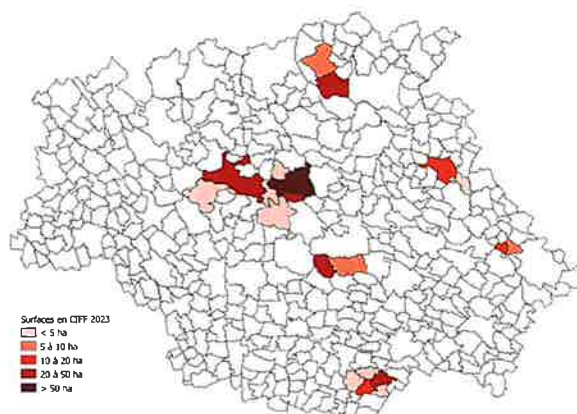 Surfaces en CIFF 2023
< 5 ha
5 à 10 ha
10 à 20 ha
20 à 50 ha
> 50 ha